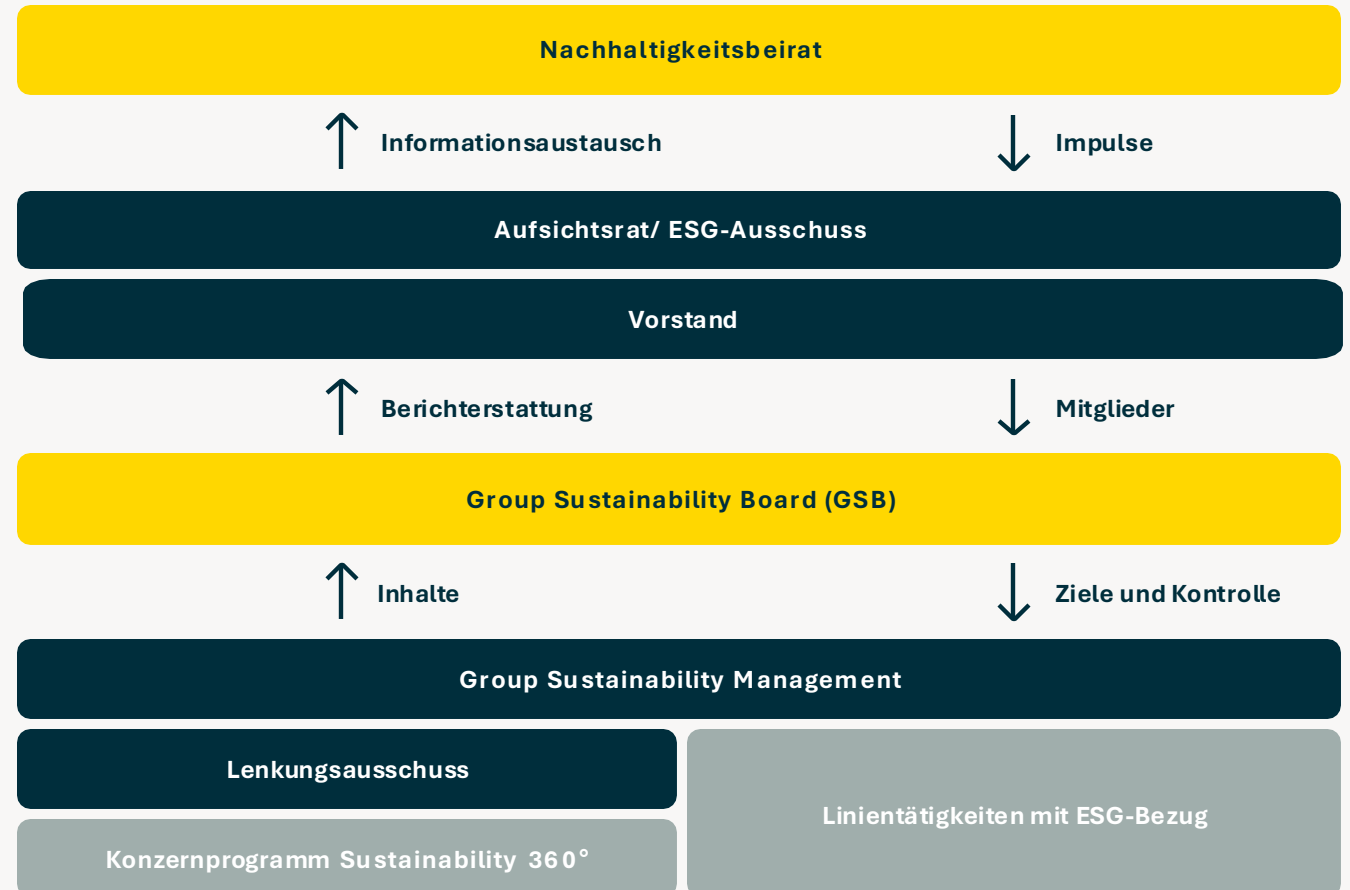 Nachhaltigkeitsbeirat
Informationsaustausch
Impulse
Aufsichtsrat/ ESG-Ausschuss
Vorstand
Berichterstattung
Mitglieder
Group Sustainability Board (GSB)
Inhalte
Ziele und Kontrolle
Group Sustainability Management
Lenkungsausschuss
Linientätigkeiten mit ESG-Bezug
Konzernprogramm Sustainability 360°